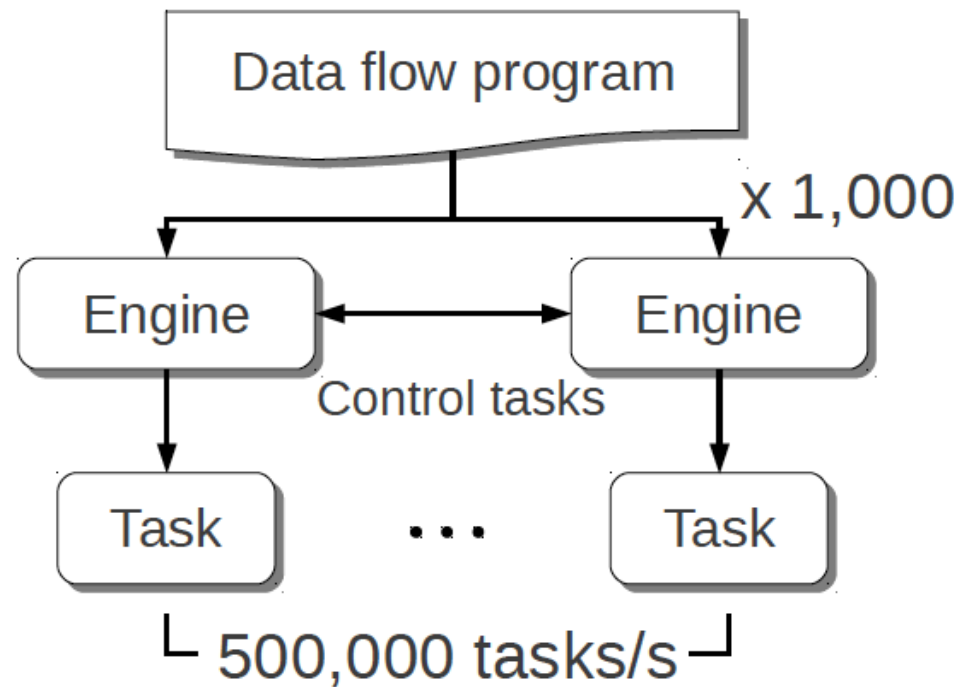 Data flow program
x 1,000
Engine
Engine
Control tasks
Task
...
Task
500,000 tasks/s